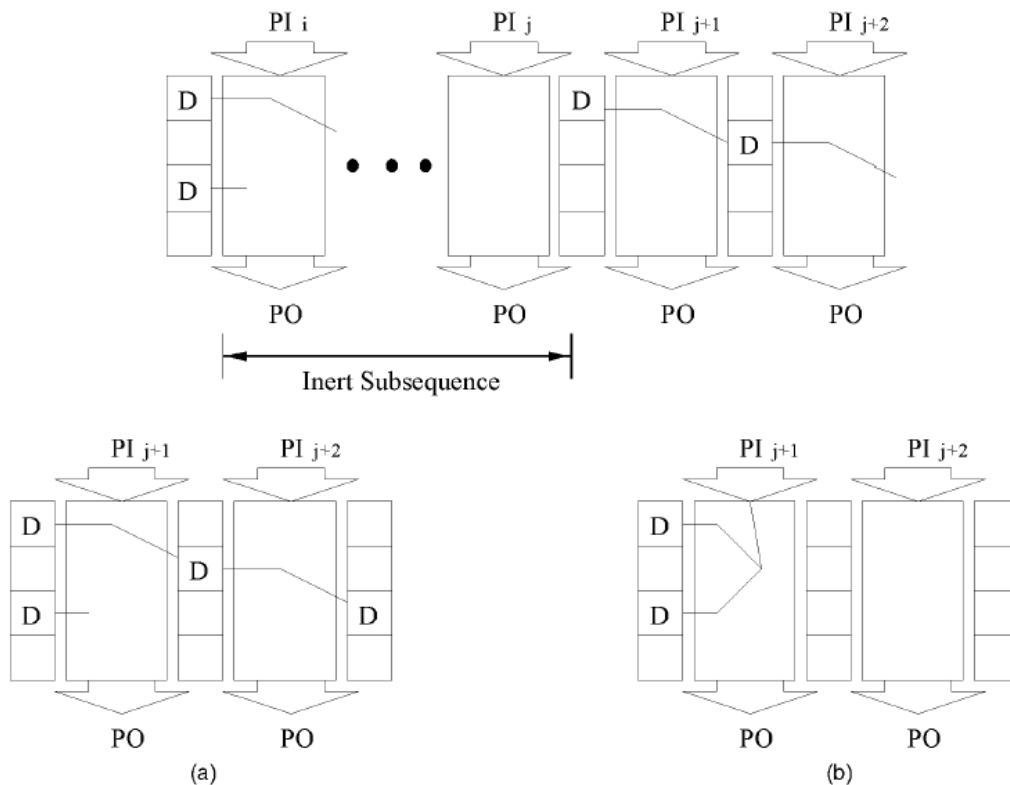 PI i PI j PI j+1 PI j+2
D D
D
D
PO PO PO PO
Inert Subsequence
PI j+1 PI j+2 PI j+1 PI j+2
D D
D
D D D
PO PO PO PO
(a) (b)